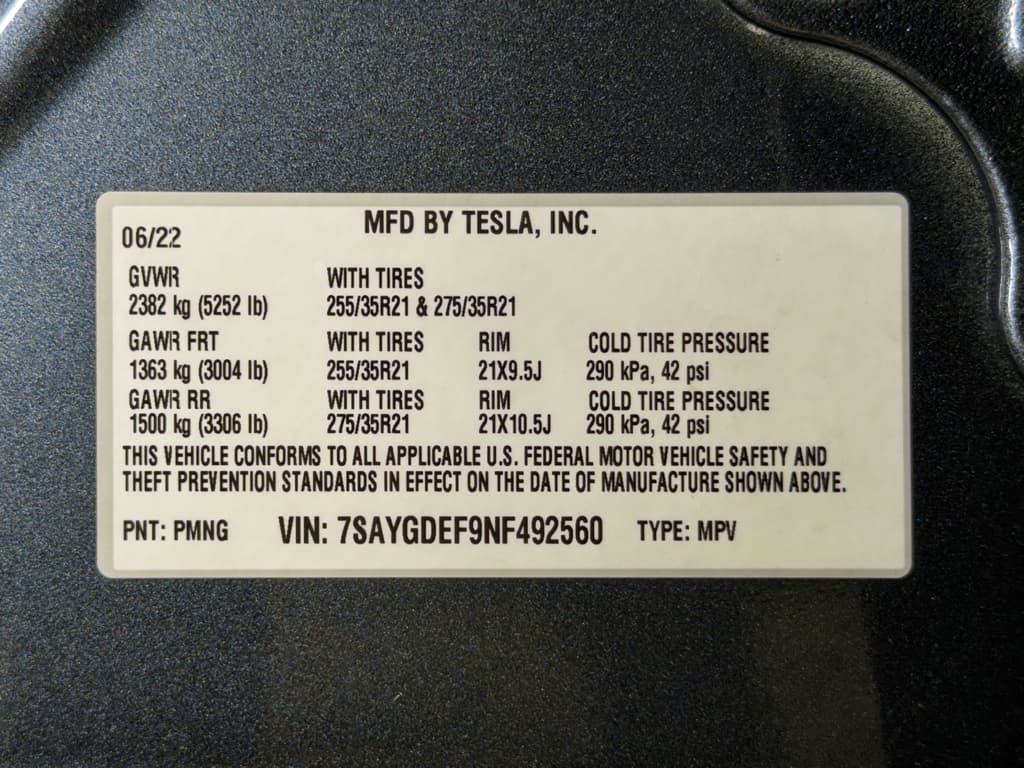 MFD BY TESLA, INC.
06/22
GVWR WITH TIRES
2382 kg (5252 lb) 255/35R21 & 275/35R21
GAWR FRT WITH TIRES RIM COLD TIRE PRESSURE
1363 kg (3004 lb) 255/35R21 21X9.5J 290 kPa, 42 psi
GAWR RR WITH TIRES RIM COLD TIRE PRESSURE
1500 kg (3306 lb) 275/35R21 21X10.5J 290 kPa, 42 psi
THIS VEHICLE CONFORMS TO ALL APPLICABLE U.S. FEDERAL MOTOR VEHICLE SAFETY AND
THEFT PREVENTION STANDARDS IN EFFECT ON THE DATE OF MANUFACTURE SHOWN ABOVE.
PNT: PMNG VIN: 7SAYGDEF9NF492560 TYPE: MPV